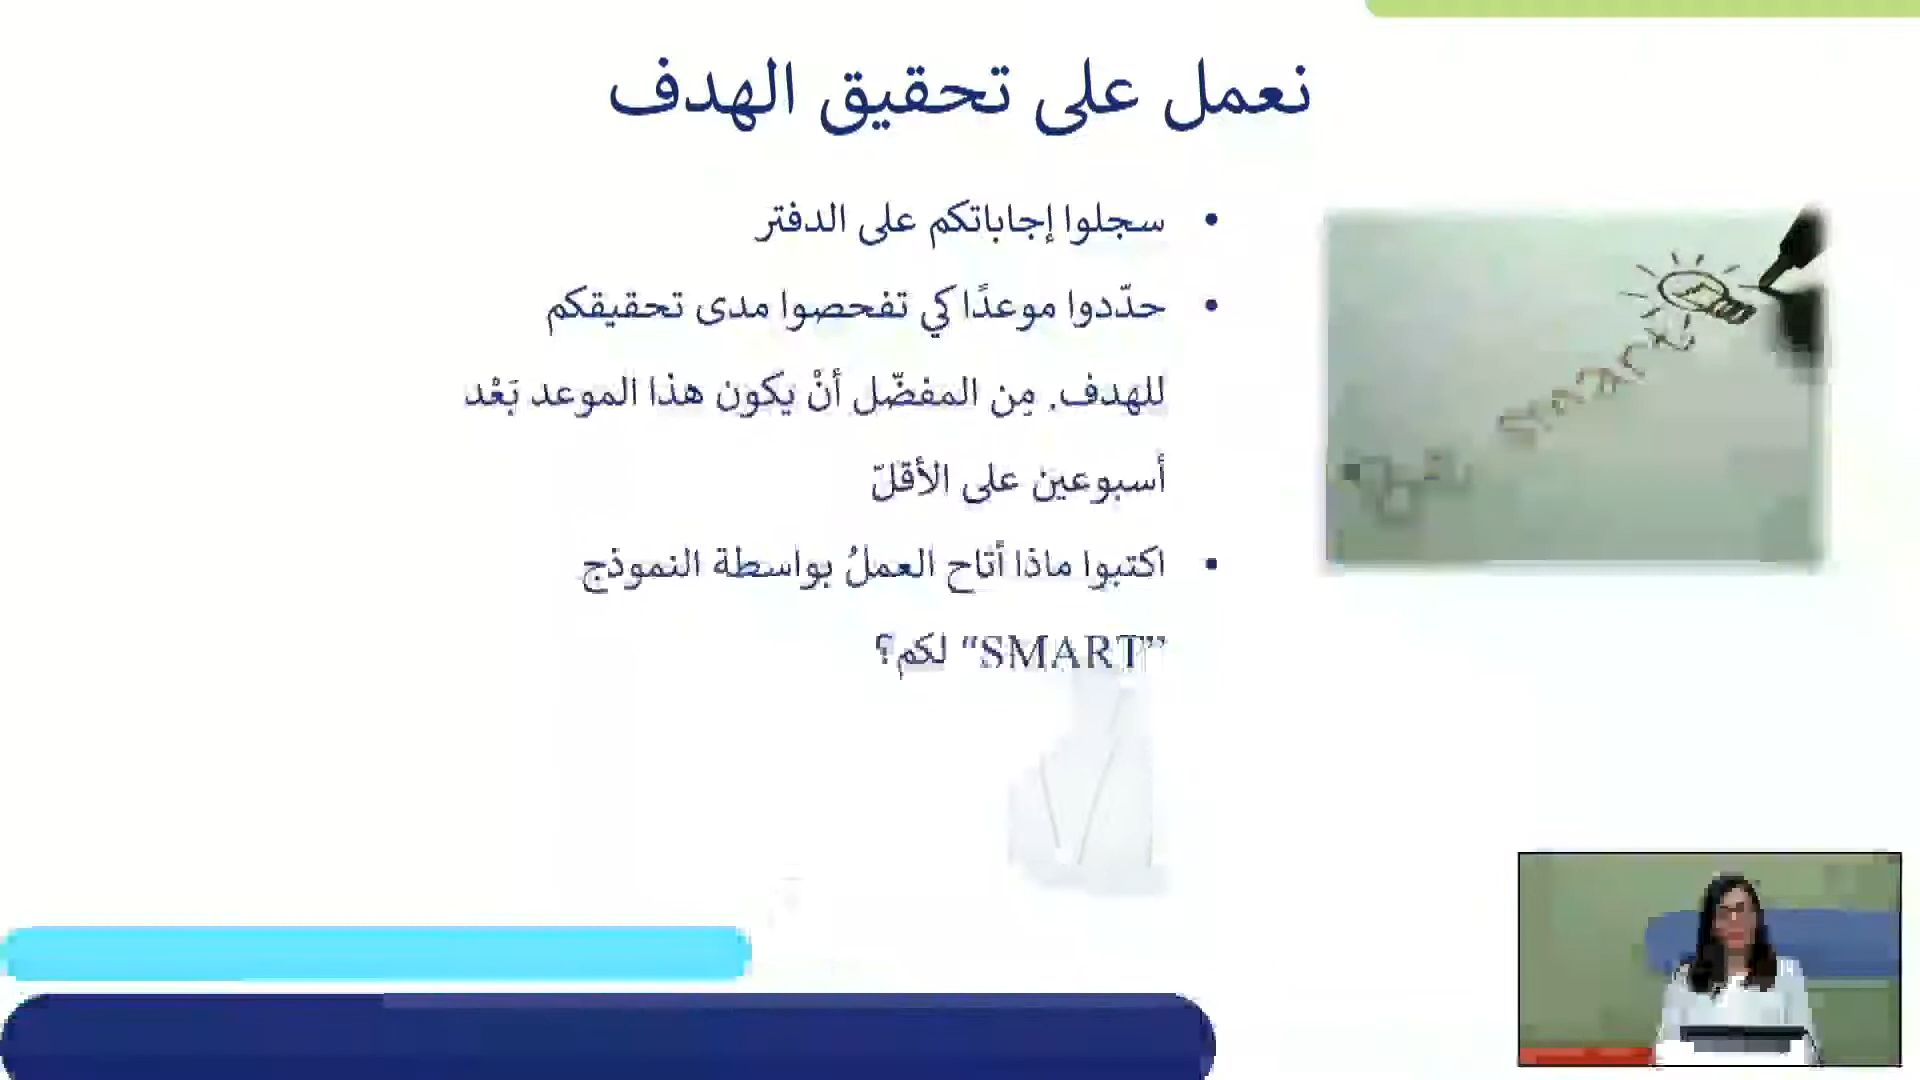 نعمل على تحقيق الهدف
• سجلوا إجاباتكم على الدفتر
• حدّدوا موعدًا كي تفحصوا مدى تحقيقكم
للهدف. مِن المفضّل أنْ يكون هذا الموعد بَعْد
أسبوعين على الأقلّ
• اكتبوا ماذا أتاح العملُ بواسطة النموذج
”SMART“ لكم؟